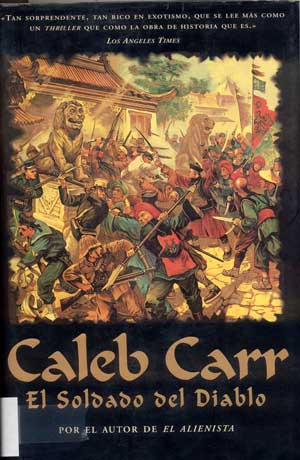 «TAN SORPRENDENTE, TAN RICO EN EXOTISMO, QUE SE LEE MÁS COMO
UN THRILLER QUE COMO LA OBRA DE HISTORIA QUE ES.»
LOS ANGELES TIMES
Caleb Carr
El Soldado del Diablo
POR EL AUTOR DE EL ALIENISTA